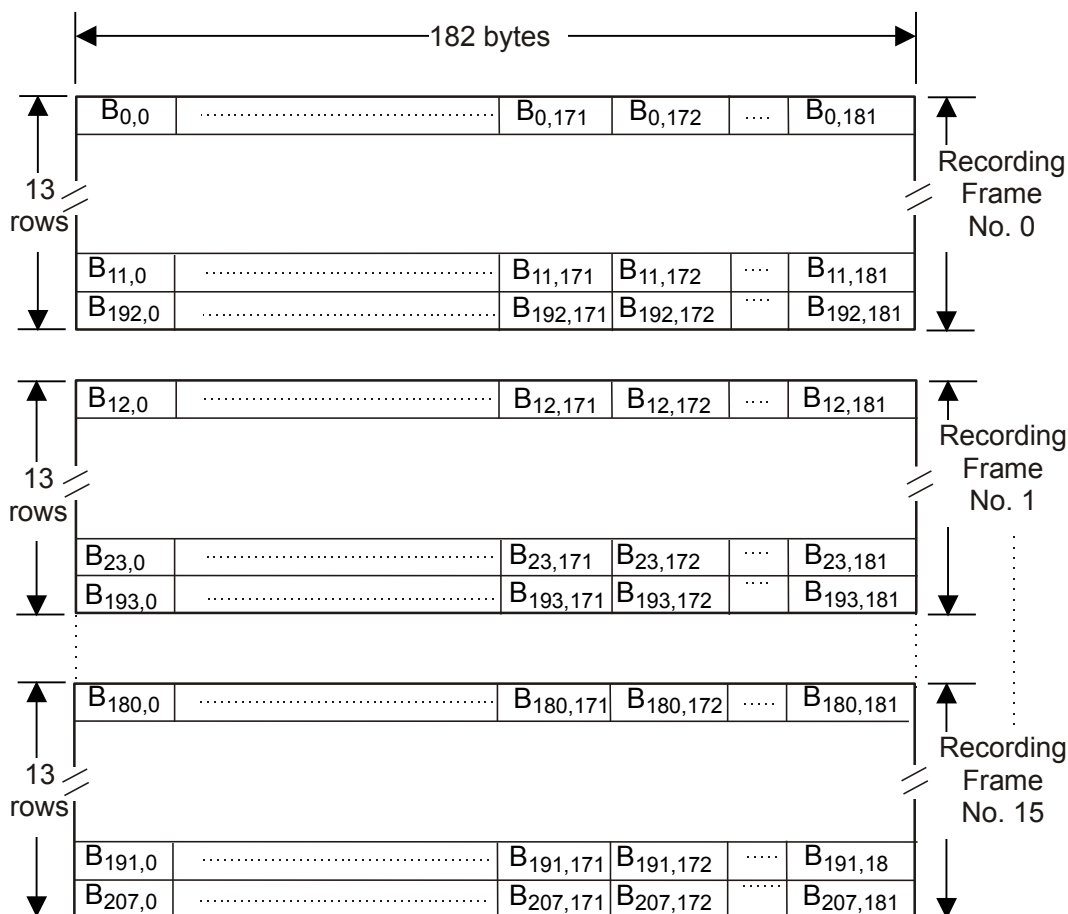 182 bytes
B0,0 ........ B0,171 B0,172 .... B0,181
13 rows
Recording Frame No. 0
B11,0 ........ B11,171 B11,172 .... B11,181
B192,0 ........ B192,171 B192,172 .... B192,181
B12,0 ........ B12,171 B12,172 .... B12,181
13 rows
Recording Frame No. 1
B23,0 ........ B23,171 B23,172 .... B23,181
B193,0 ........ B193,171 B193,172 .... B193,181
B180,0 ........ B180,171 B180,172 ..... B180,181
13 rows
Recording Frame No. 15
B191,0 ........ B191,171 B191,172 ..... B191,18
B207,0 ........ B207,171 B207,172 ...... B207,181